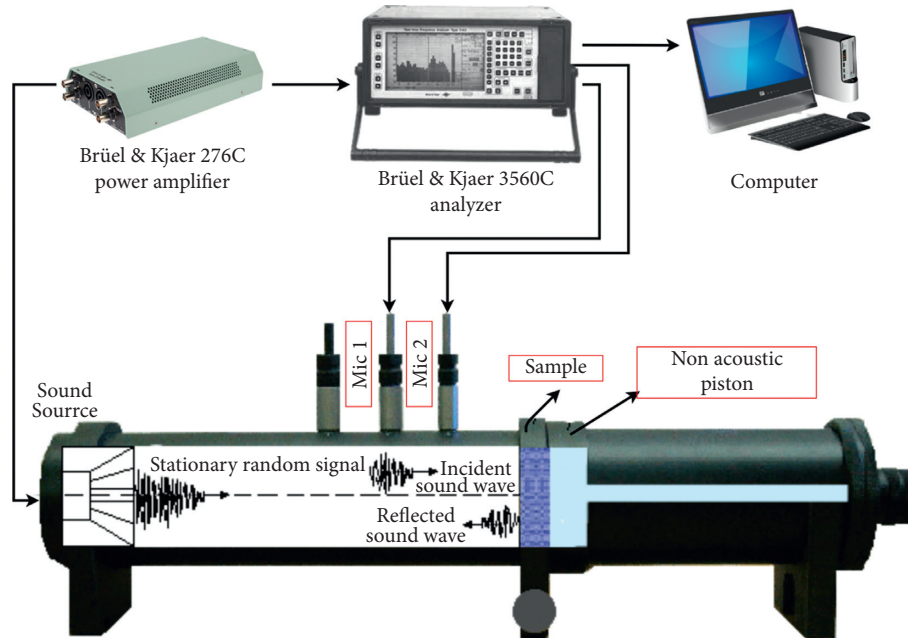 Brüel & Kjaer 276C
power amplifier
Brüel & Kjaer 3560C
analyzer
Computer
Mic 1
Mic 2
Sample
Non acoustic
piston
Sound
Sourrce
Stationary random signal
Incident
sound wave
Reflected
sound wave